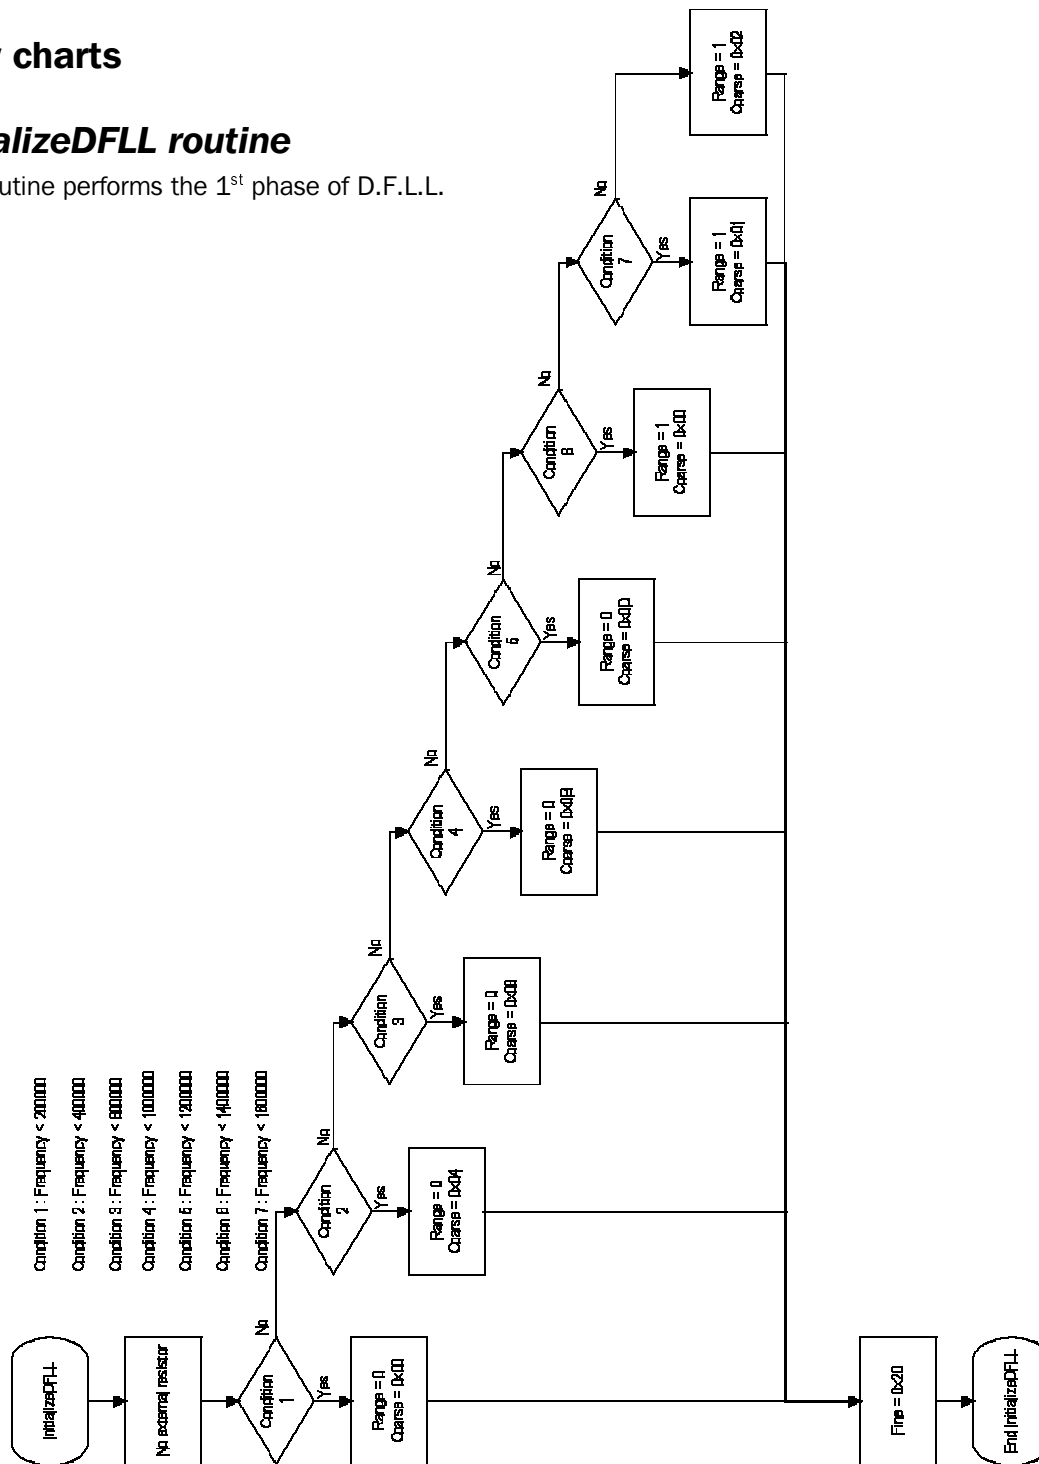 charts
alizeDFLL routine
utine performs the 1st phase of D.F.L.L.
Condition 1 : Frequency < 200000
Condition 2 : Frequency < 400000
Condition 3 : Frequency <
Condition 4 : Frequency < 1000000
Condition 5 : Frequency < 1200000
Condition 6 : Frequency < 1400000
Condition 7 : Frequency < 1600000
InitializeDFLL
No external resistor
Condition
1
No
Yes
Range = 0
Coarse = 0x00
Condition
2
No
Yes
Range = 0
Coarse = 0x04
Condition
3
No
Yes
Range = 0
Coarse =
Condition
4
No
Yes
Range = 0
Coarse =
Condition
5
No
Yes
Range = 0
Coarse =
Condition
6
No
Yes
Range = 1
Coarse = 0x00
Condition
7
No
Yes
Range = 1
Coarse = 0x01
Range = 1
Coarse = 0x02
Fine = 0x20
End InitializeDFLL